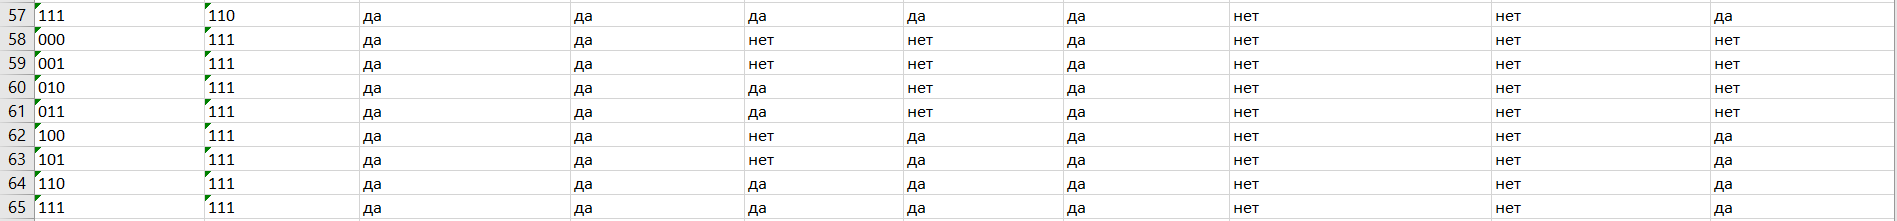 57 111 110 да да да да да нет нет да
58 000 111 да да нет нет да нет нет нет
59 001 111 да да нет нет да нет нет нет
60 010 111 да да да нет да нет нет нет
61 011 111 да да да нет да нет нет нет
62 100 111 да да нет да да нет нет да
63 101 111 да да нет да да нет нет да
64 110 111 да да да да да нет нет да
65 111 111 да да да да да нет нет да